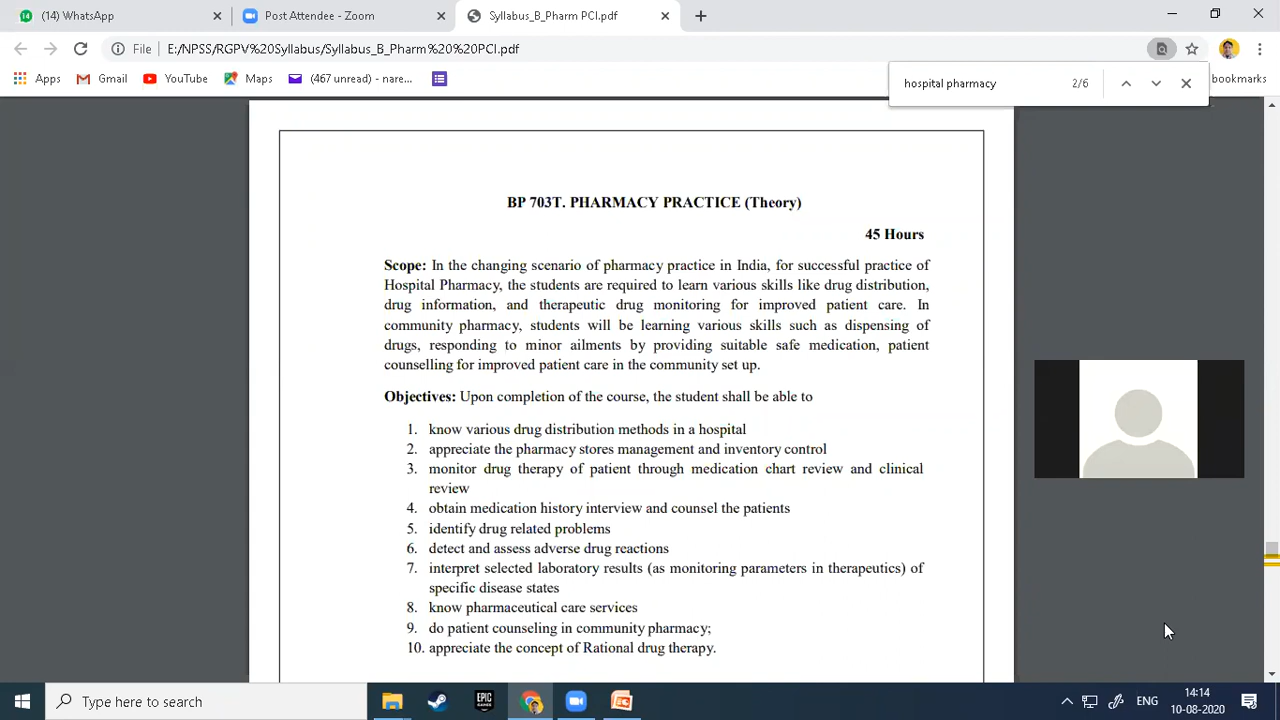 (14) WhatsApp
Post Attendee - Zoom
Syllabus_B_Pharm PCI.pdf
File
E:/NPSS/RGPV%20Syllabus/Syllabus_B_Pharm%20%20PCI.pdf
Apps
Gmail
YouTube
Maps
(467 unread) - nare...
hospital pharmacy
2/6
bookmarks
BP 703T. PHARMACY PRACTICE (Theory)
45 Hours
Scope: In the changing scenario of pharmacy practice in India, for successful practice of
Hospital Pharmacy, the students are required to learn various skills like drug distribution,
drug information, and therapeutic drug monitoring for improved patient care. In
community pharmacy, students will be learning various skills such as dispensing of
drugs, responding to minor ailments by providing suitable safe medication, patient
counselling for improved patient care in the community set up.
Objectives: Upon completion of the course, the student shall be able to
1. know various drug distribution methods in a hospital
2. appreciate the pharmacy stores management and inventory control
3. monitor drug therapy of patient through medication chart review and clinical
review
4. obtain medication history interview and counsel the patients
5. identify drug related problems
6. detect and assess adverse drug reactions
7. interpret selected laboratory results (as monitoring parameters in therapeutics) of
specific disease states
8. know pharmaceutical care services
9. do patient counseling in community pharmacy;
10. appreciate the concept of Rational drug therapy.
Type here to search
EPIC
GAMES
ENG
14:14
10-08-2020